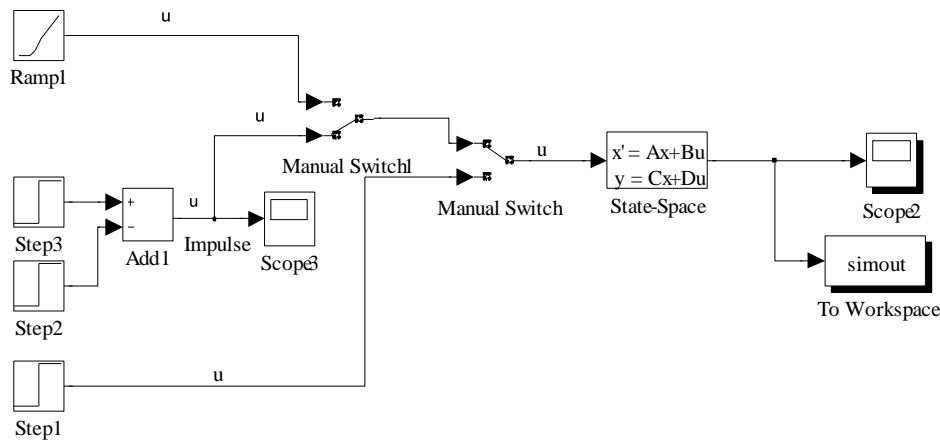 u
Ramp1
u
Manual Switch1
u
x' = Ax+Bu
y = Cx+Du
State-Space
Scope2
Manual Switch
+
−
u
Step3
Add1
Impulse
Scope3
simout
To Workspace
Step2
u
Step1